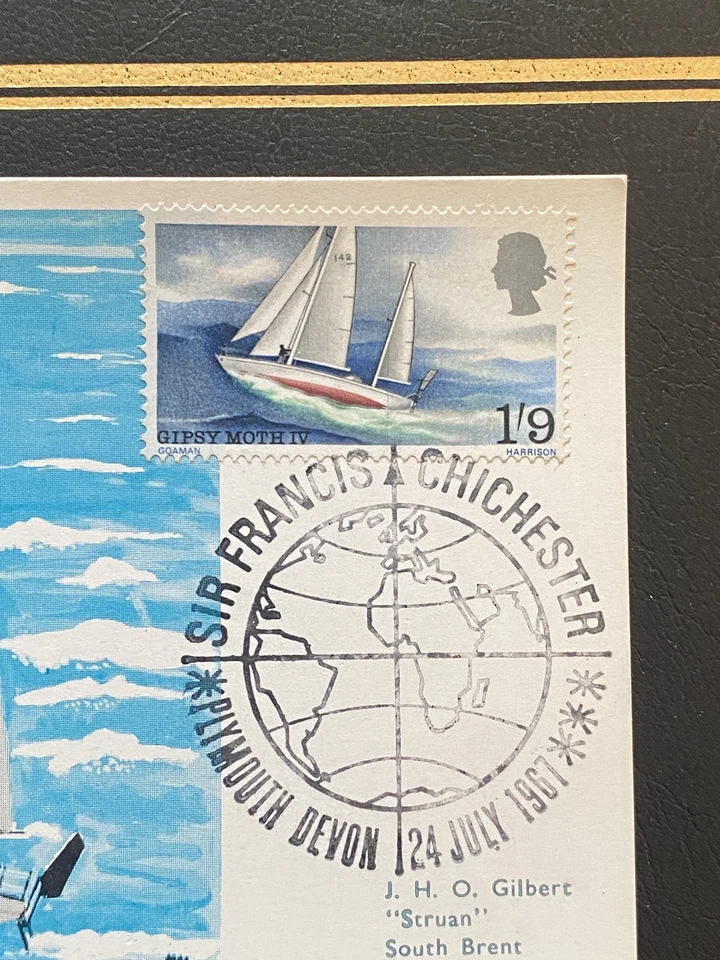 142
GIPSY MOTH IV
1/9
GOAMAN
HARRISON
SIR FRANCIS CHICHESTER
PLYMOUTH DEVON
24 JULY 1967
J. H. O. Gilbert
"Struan"
South Brent